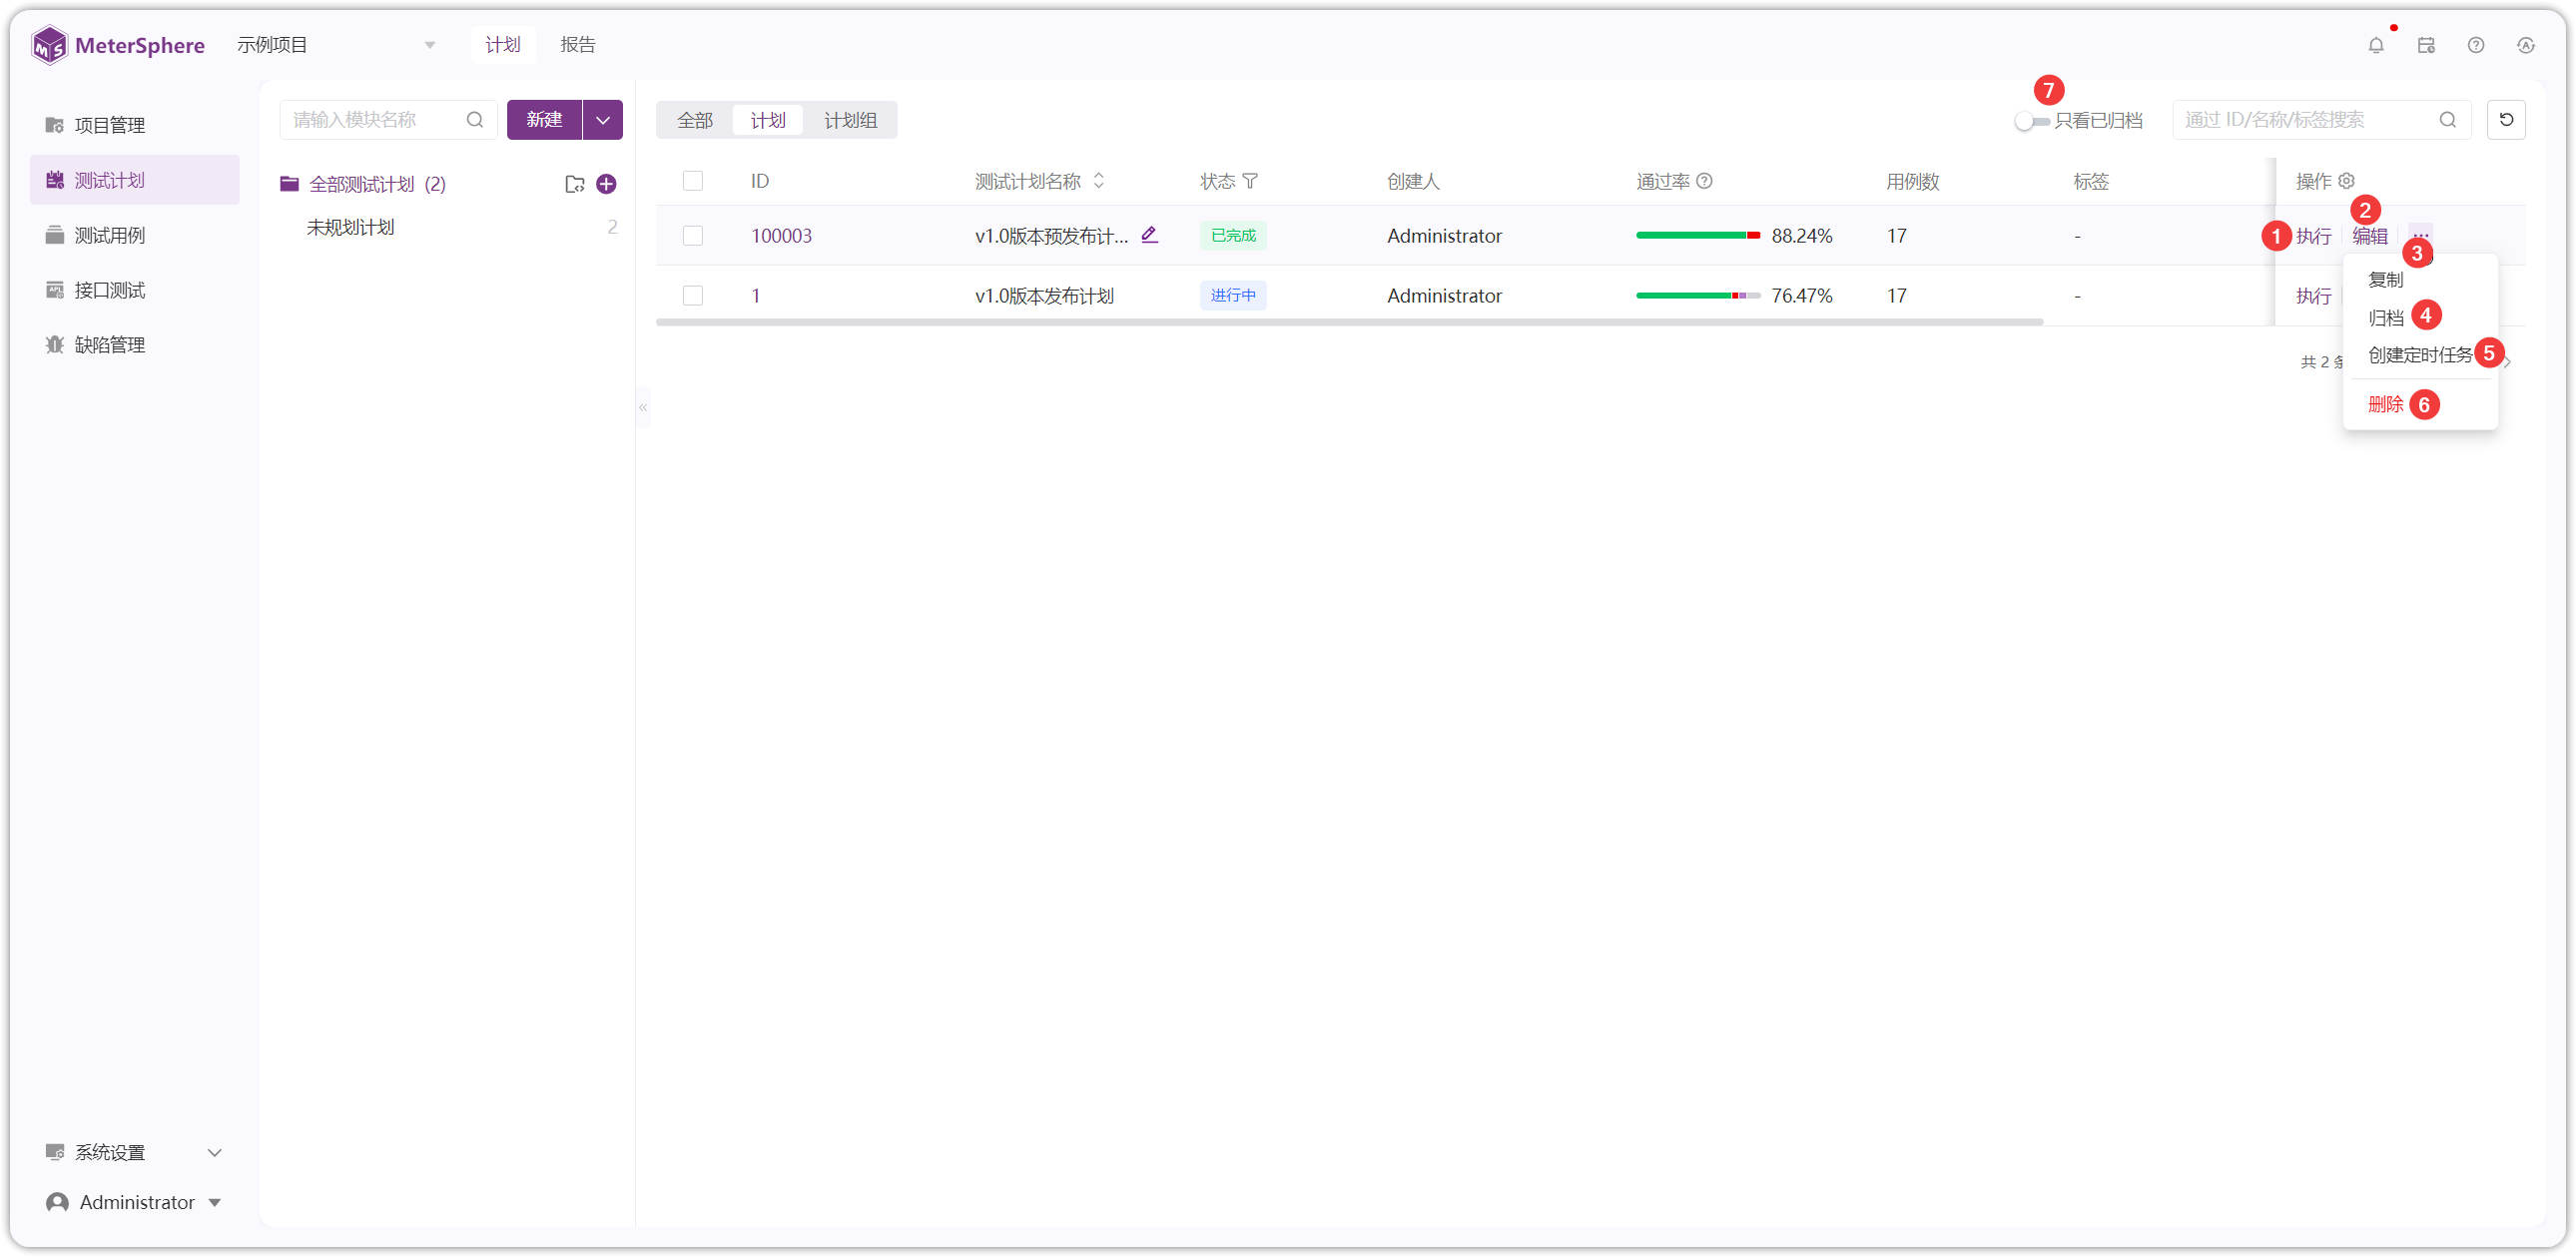 MeterSphere
示例项目
计划
报告
项目管理
测试计划
测试用例
接口测试
缺陷管理
系统设置
Administrator
请输入模块名称
新建
全部测试计划 (2)
未规划计划 2
全部 计划 计划组
7
只看已归档
通过 ID/名称/标签搜索
ID 测试计划名称 状态 创建人 通过率 用例数 标签 操作
2
100003 v1.0版本预发布计... 已完成 Administrator 88.24% 17 - 1 执行 编辑 ...
3
1 v1.0版本发布计划 进行中 Administrator 76.47% 17 - 执行
复制
归档 4
创建定时任务 5
删除 6
共 2